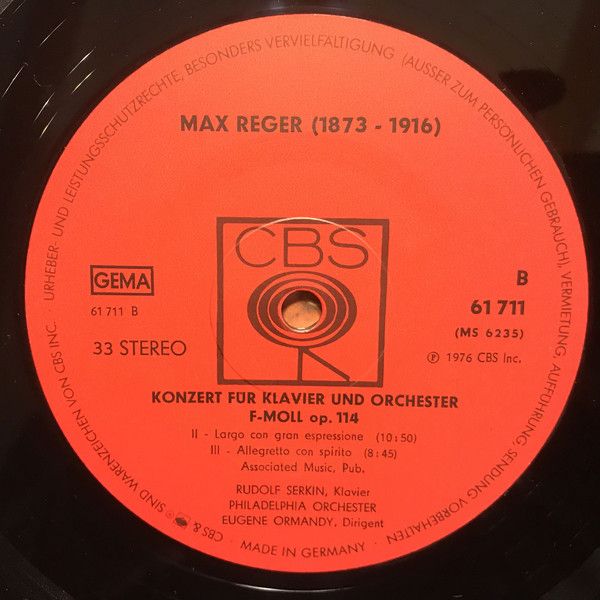 MAX REGER (1873 - 1916)
CBS
GEMA
61 711 B
33 STEREO
B
61 711
(MS 6235)
℗ 1976 CBS Inc.
KONZERT FÜR KLAVIER UND ORCHESTER
F-MOLL op. 114
II - Largo con gran espressione (10:50)
III - Allegretto con spirito (8:45)
Associated Music, Pub.
RUDOLF SERKIN, Klavier
PHILADELPHIA ORCHESTER
EUGENE ORMANDY, Dirigent
· MADE IN GERMANY ·
CBS & ® SIND WARENZEICHEN VON CBS INC. · URHEBER- UND LEISTUNGSSCHUTZRECHTE, BESONDERS VERVIELFÄLTIGUNG (AUSSER ZUM PERSÖNLICHEN GEBRAUCH), VERMIETUNG AUFFÜHRUNG, SENDUNG VORBEHALTEN